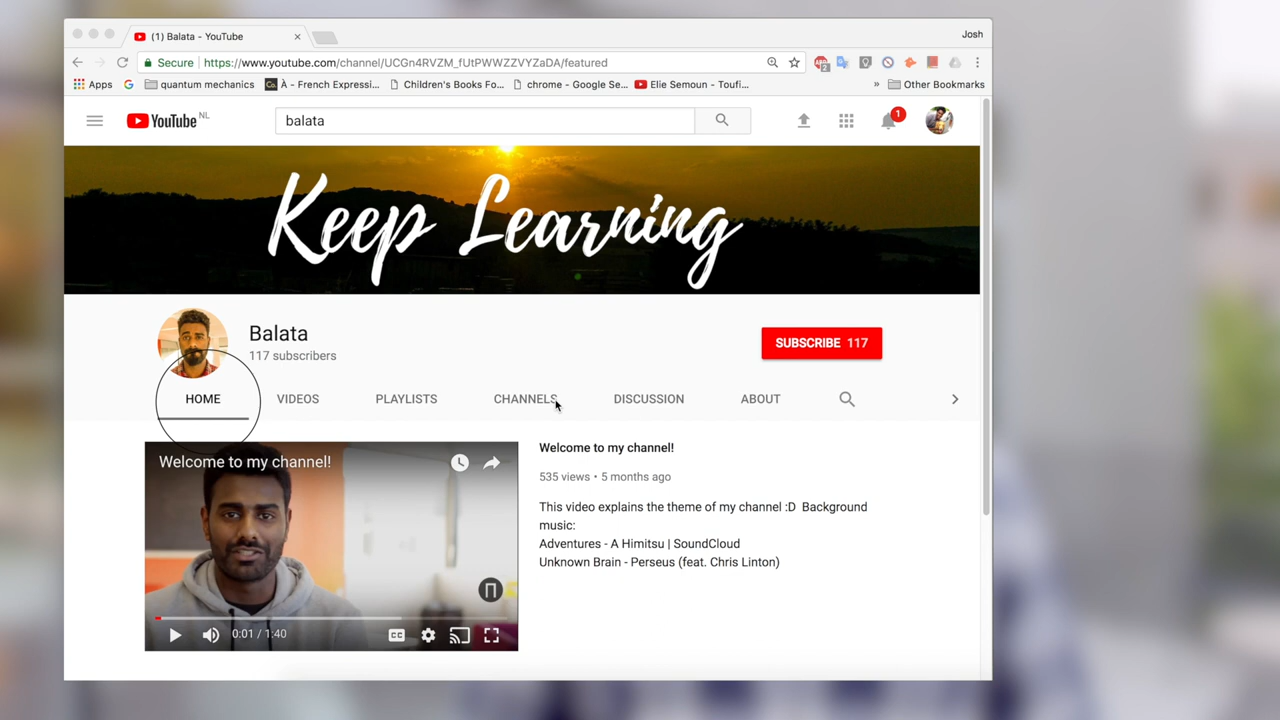 (1) Balata - YouTube
Josh
Secure https://www.youtube.com/channel/UCGn4RVZM_fUtPWWZZVYZaDA/featured
Apps quantum mechanics À - French Expressi... Children's Books Fo... chrome - Google Se... Elie Semoun - Toufi... » Other Bookmarks
YouTube NL balata 1
Keep Learning
Balata
117 subscribers
SUBSCRIBE 117
HOME VIDEOS PLAYLISTS CHANNELS DISCUSSION ABOUT
Welcome to my channel!
0:01 / 1:40
Welcome to my channel!
535 views • 5 months ago
This video explains the theme of my channel :D Background
music:
Adventures - A Himitsu | SoundCloud
Unknown Brain - Perseus (feat. Chris Linton)